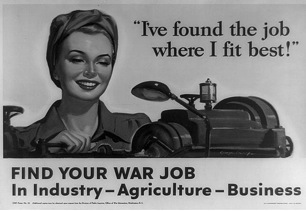 "I've found the job
where I fit best!"
FIND YOUR WAR JOB
In Industry – Agriculture – Business